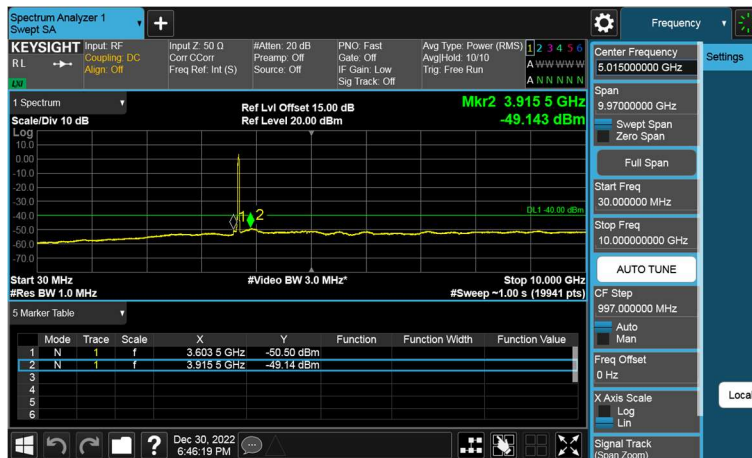 Spectrum Analyzer 1
Swept SA
Frequency
KEYSIGHT
RL
LXI
Input: RF
Coupling: DC
Align: Off
Input Z: 50 Ω
Corr CCorr
Freq Ref: Int (S)
#Atten: 20 dB
Preamp: Off
Source: Off
PNO: Fast
Gate: Off
IF Gain: Low
Sig Track: Off
Avg Type: Power (RMS)
Avg|Hold: 10/10
Trig: Free Run
1 2 3 4 5 6
A W W W W W
A N N N N N
1 Spectrum
Scale/Div 10 dB
Ref Lvl Offset 15.00 dB
Ref Level 20.00 dBm
Mkr2 3.915 5 GHz
-49.143 dBm
Log
10.0
0.00
-10.0
-20.0
-30.0
-40.0
-50.0
-60.0
-70.0
1
2
DL1 -40.00 dBm
Start 30 MHz
#Res BW 1.0 MHz
#Video BW 3.0 MHz*
Stop 10.000 GHz
#Sweep ~1.00 s (19941 pts)
5 Marker Table
Mode Trace Scale X Y Function Function Width Function Value
1 N 1 f 3.603 5 GHz -50.50 dBm
2 N 1 f 3.915 5 GHz -49.14 dBm
3
4
5
6
?
Dec 30, 2022
6:46:19 PM
Center Frequency
5.015000000 GHz
Span
9.97000000 GHz
Swept Span
Zero Span
Full Span
Start Freq
30.000000 MHz
Stop Freq
10.000000000 GHz
AUTO TUNE
CF Step
997.000000 MHz
Auto
Man
Freq Offset
0 Hz
X Axis Scale
Log
Lin
Signal Track
(Span Zoom)
Settings
Local